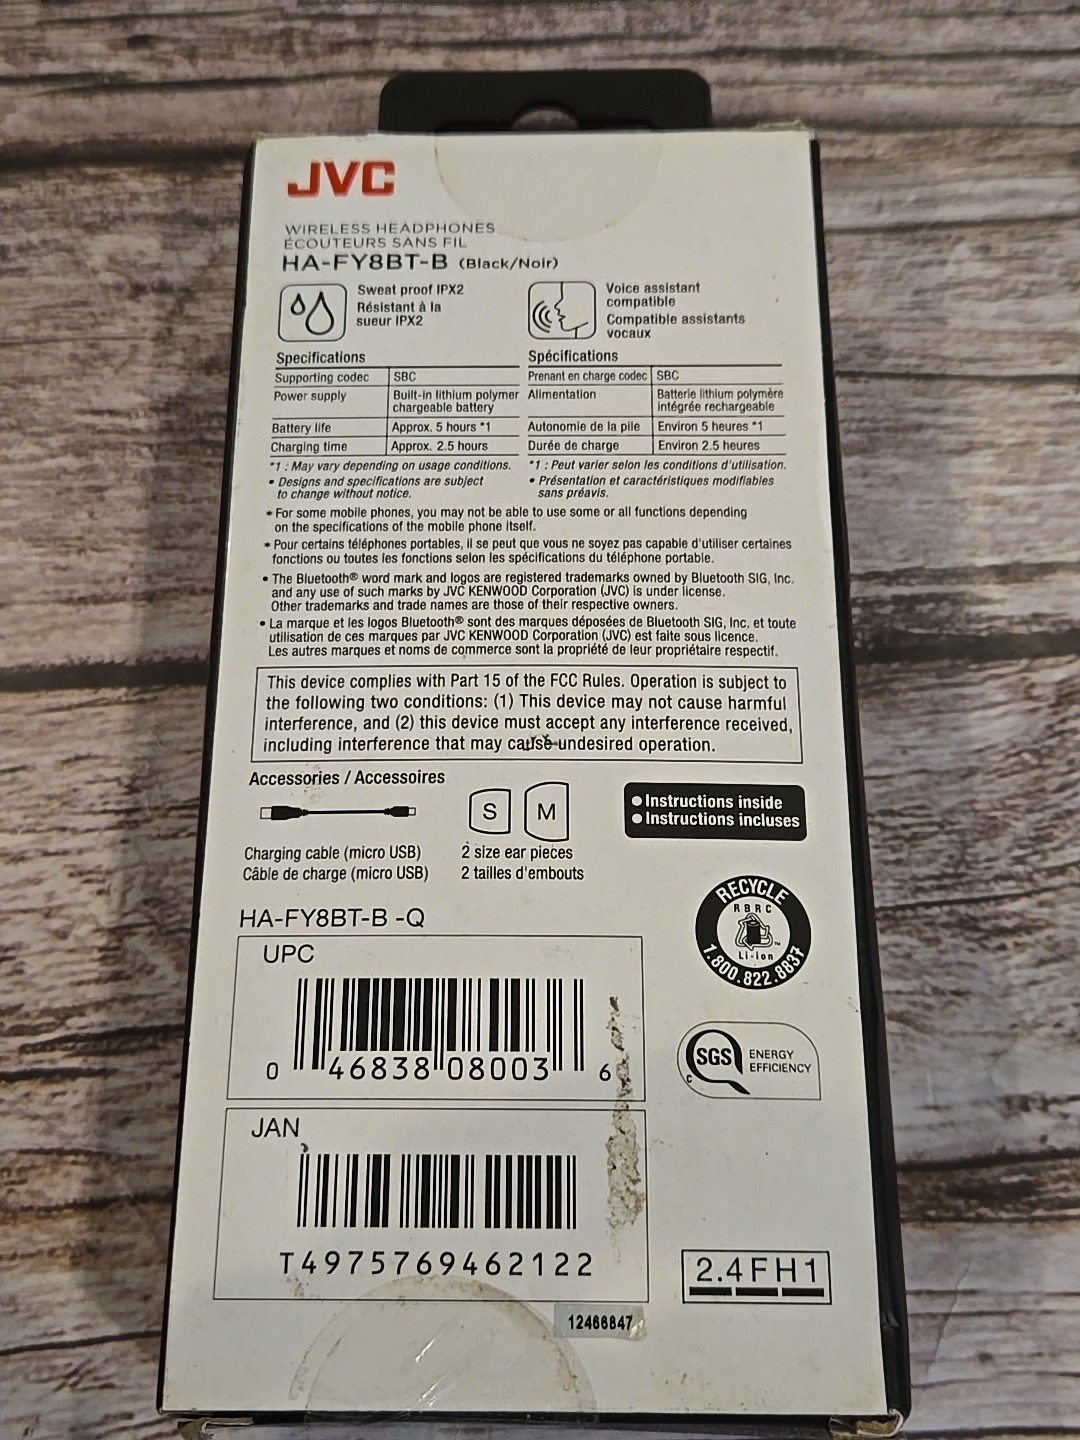 JVC
WIRELESS HEADPHONES
ÉCOUTEURS SANS FIL
HA-FY8BT-B (Black/Noir)
Sweat proof IPX2
Résistant à la
sueur IPX2
Voice assistant
compatible
Compatible assistants
vocaux
Specifications
Supporting codec SBC
Power supply Built-in lithium polymer
chargeable battery
Battery life Approx. 5 hours *1
Charging time Approx. 2.5 hours
*1 : May vary depending on usage conditions.
• Designs and specifications are subject
to change without notice.
Spécifications
Prenant en charge codec SBC
Alimentation Batterie lithium polymère
intégrée rechargeable
Autonomie de la pile Environ 5 heures *1
Durée de charge Environ 2.5 heures
*1 : Peut varier selon les conditions d'utilisation.
• Présentation et caractéristiques modifiables
sans préavis.
* For some mobile phones, you may not be able to use some or all functions depending
on the specifications of the mobile phone itself.
* Pour certains téléphones portables, il se peut que vous ne soyez pas capable d'utiliser certaines
fonctions ou toutes les fonctions selon les spécifications du téléphone portable.
• The Bluetooth® word mark and logos are registered trademarks owned by Bluetooth SIG, Inc.
and any use of such marks by JVC KENWOOD Corporation (JVC) is under license.
Other trademarks and trade names are those of their respective owners.
• La marque et les logos Bluetooth® sont des marques déposées de Bluetooth SIG, Inc. et toute
utilisation de ces marques par JVC KENWOOD Corporation (JVC) est faite sous licence.
Les autres marques et noms de commerce sont la propriété de leur propriétaire respectif.
This device complies with Part 15 of the FCC Rules. Operation is subject to
the following two conditions: (1) This device may not cause harmful
interference, and (2) this device must accept any interference received,
including interference that may cause undesired operation.
Accessories / Accessoires
S M
Charging cable (micro USB)
Câble de charge (micro USB)
2 size ear pieces
2 tailles d'embouts
• Instructions inside
• Instructions incluses
RECYCLE
RBRC
Li-ion
1.800.822.8837
HA-FY8BT-B -Q
UPC
0 46838 08003 6
SGS
C
ENERGY
EFFICIENCY
JAN
T4975769462122
2.4FH1
12466847